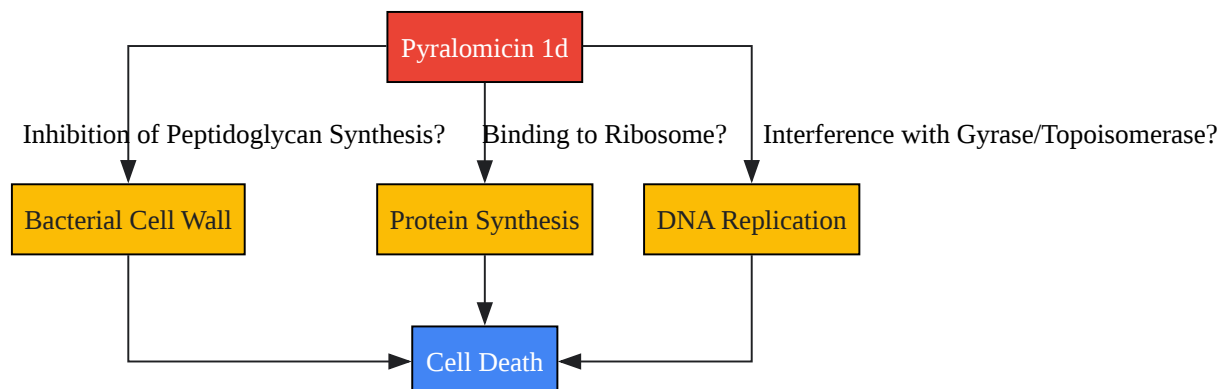 Pyralomicin 1d
Inhibition of Peptidoglycan Synthesis?
Binding to Ribosome?
Interference with Gyrase/Topoisomerase?
Bacterial Cell Wall
Protein Synthesis
DNA Replication
Cell Death